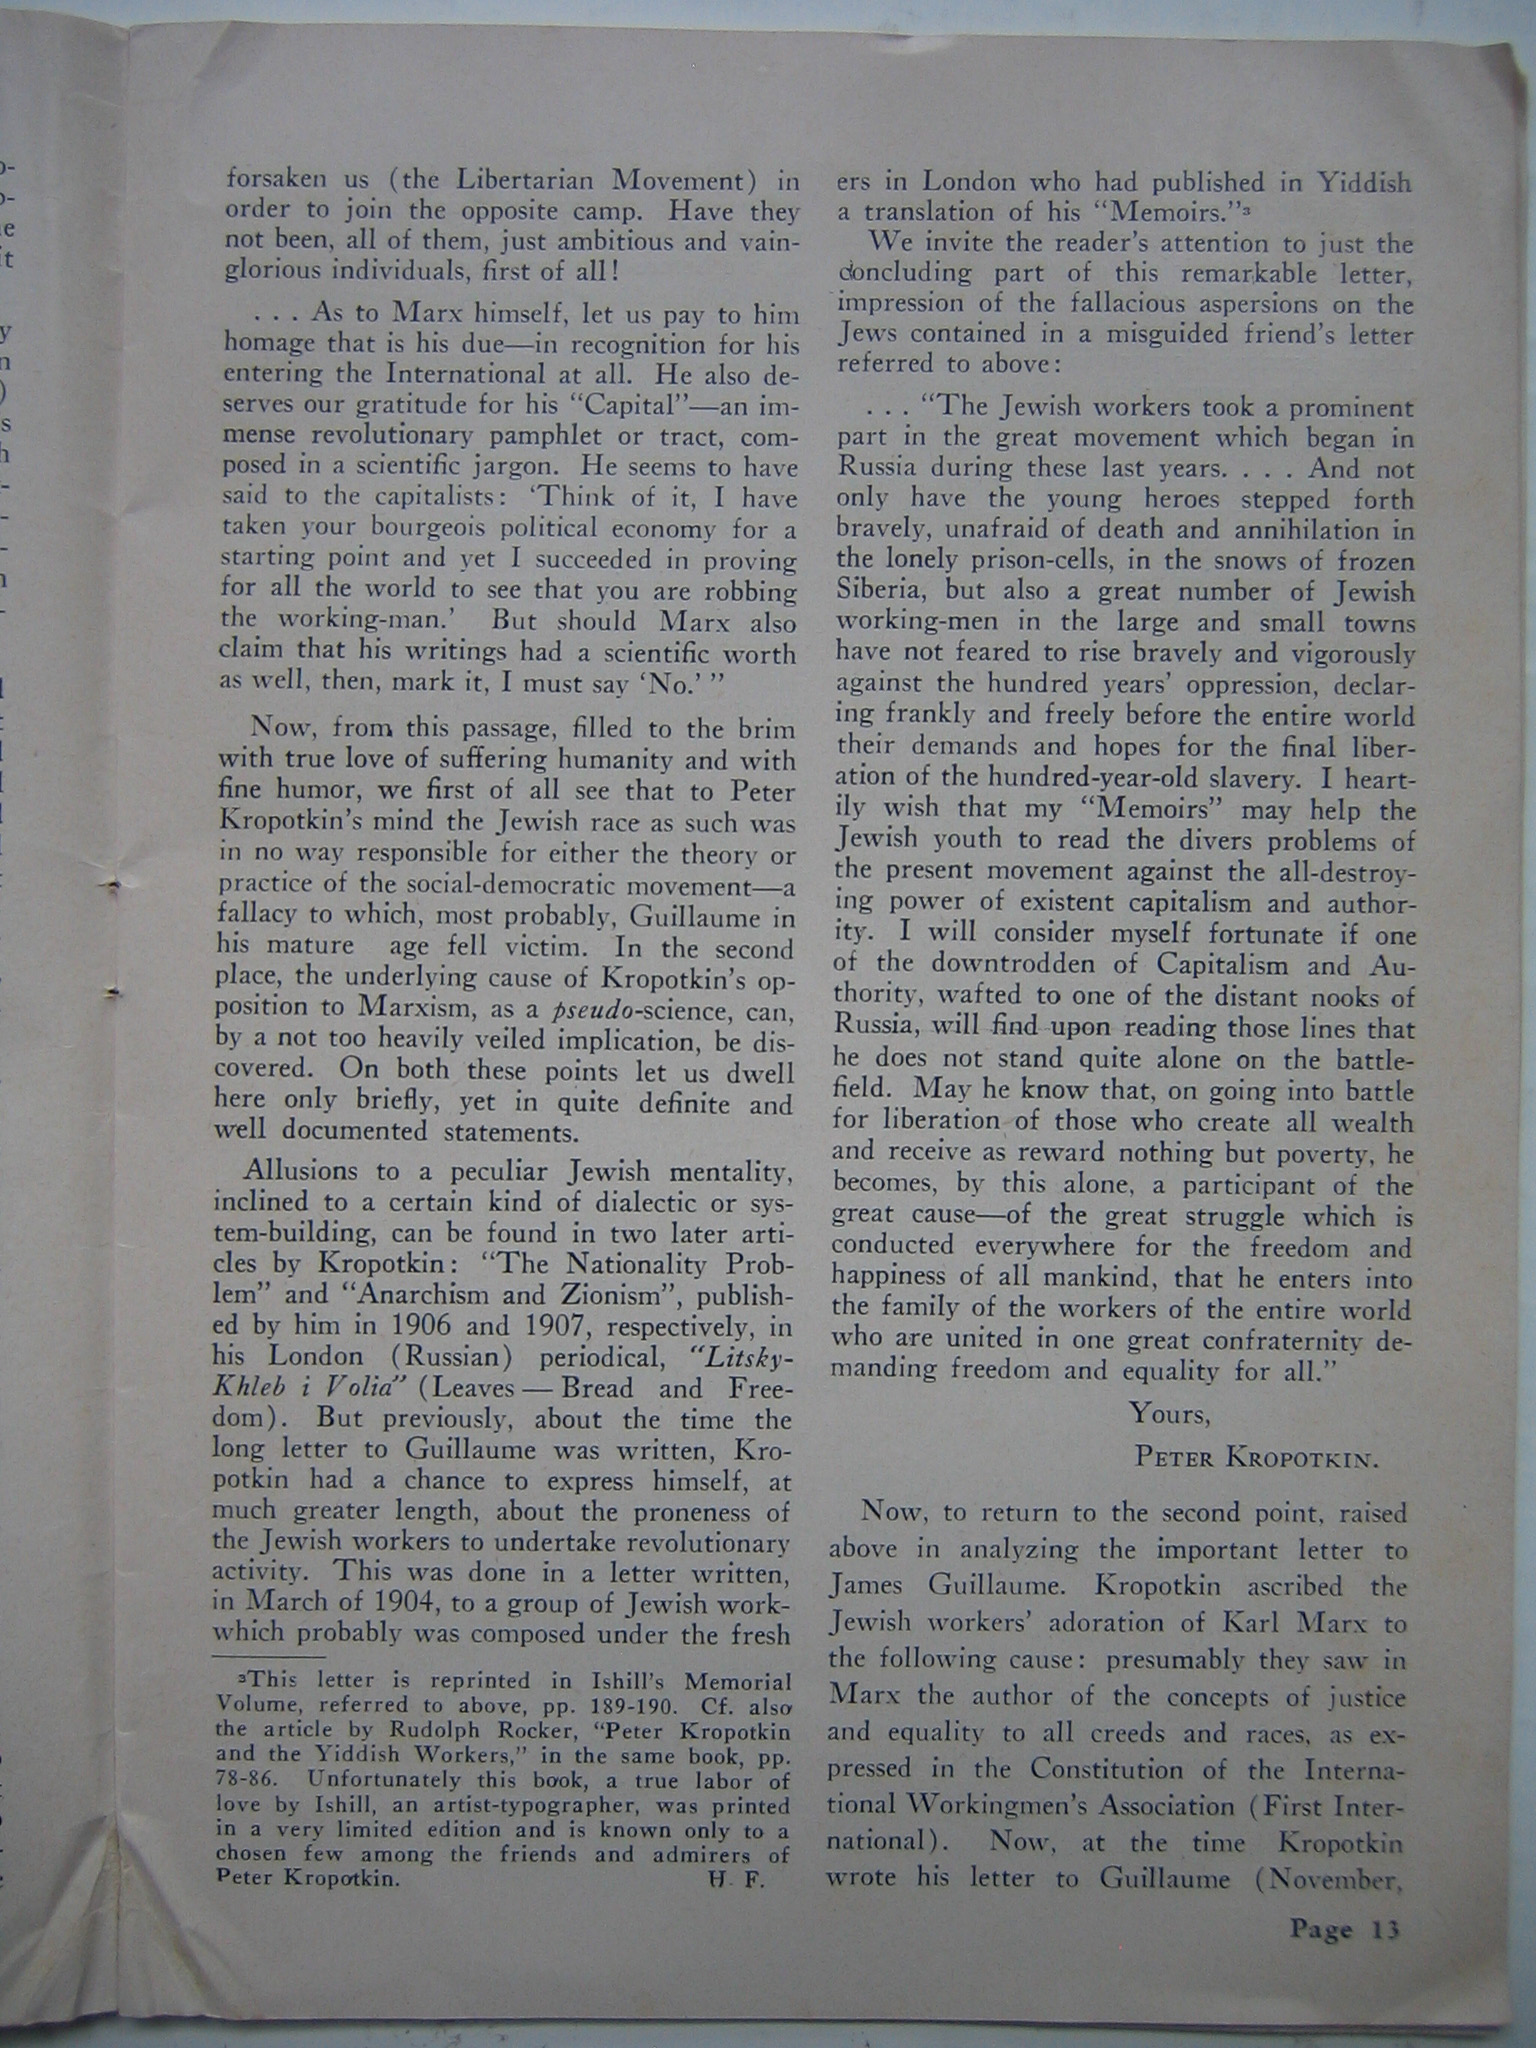 forsaken us (the Libertarian Movement) in
order to join the opposite camp. Have they
not been, all of them, just ambitious and vain-
glorious individuals, first of all!
. . . As to Marx himself, let us pay to him
homage that is his due—in recognition for his
entering the International at all. He also de-
serves our gratitude for his “Capital”—an im-
mense revolutionary pamphlet or tract, com-
posed in a scientific jargon. He seems to have
said to the capitalists: ‘Think of it, I have
taken your bourgeois political economy for a
starting point and yet I succeeded in proving
for all the world to see that you are robbing
the working-man.’ But should Marx also
claim that his writings had a scientific worth
as well, then, mark it, I must say ‘No.’ ”
Now, from this passage, filled to the brim
with true love of suffering humanity and with
fine humor, we first of all see that to Peter
Kropotkin’s mind the Jewish race as such was
in no way responsible for either the theory or
practice of the social-democratic movement—a
fallacy to which, most probably, Guillaume in
his mature age fell victim. In the second
place, the underlying cause of Kropotkin’s op-
position to Marxism, as a pseudo-science, can,
by a not too heavily veiled implication, be dis-
covered. On both these points let us dwell
here only briefly, yet in quite definite and
well documented statements.
Allusions to a peculiar Jewish mentality,
inclined to a certain kind of dialectic or sys-
tem-building, can be found in two later arti-
cles by Kropotkin: “The Nationality Prob-
lem” and “Anarchism and Zionism”, publish-
ed by him in 1906 and 1907, respectively, in
his London (Russian) periodical, “Litsky-
Khleb i Volia” (Leaves — Bread and Free-
dom). But previously, about the time the
long letter to Guillaume was written, Kro-
potkin had a chance to express himself, at
much greater length, about the proneness of
the Jewish workers to undertake revolutionary
activity. This was done in a letter written,
in March of 1904, to a group of Jewish work-
which probably was composed under the fresh
³This letter is reprinted in Ishill’s Memorial
Volume, referred to above, pp. 189-190. Cf. also
the article by Rudolph Rocker, “Peter Kropotkin
and the Yiddish Workers,” in the same book, pp.
78-86. Unfortunately this book, a true labor of
love by Ishill, an artist-typographer, was printed
in a very limited edition and is known only to a
chosen few among the friends and admirers of
Peter Kropotkin. H. F.
ers in London who had published in Yiddish
a translation of his “Memoirs.”³
We invite the reader’s attention to just the
concluding part of this remarkable letter,
impression of the fallacious aspersions on the
Jews contained in a misguided friend’s letter
referred to above:
. . . “The Jewish workers took a prominent
part in the great movement which began in
Russia during these last years. . . . And not
only have the young heroes stepped forth
bravely, unafraid of death and annihilation in
the lonely prison-cells, in the snows of frozen
Siberia, but also a great number of Jewish
working-men in the large and small towns
have not feared to rise bravely and vigorously
against the hundred years’ oppression, declar-
ing frankly and freely before the entire world
their demands and hopes for the final liber-
ation of the hundred-year-old slavery. I heart-
ily wish that my “Memoirs” may help the
Jewish youth to read the divers problems of
the present movement against the all-destroy-
ing power of existent capitalism and author-
ity. I will consider myself fortunate if one
of the downtrodden of Capitalism and Au-
thority, wafted to one of the distant nooks of
Russia, will find upon reading those lines that
he does not stand quite alone on the battle-
field. May he know that, on going into battle
for liberation of those who create all wealth
and receive as reward nothing but poverty, he
becomes, by this alone, a participant of the
great cause—of the great struggle which is
conducted everywhere for the freedom and
happiness of all mankind, that he enters into
the family of the workers of the entire world
who are united in one great confraternity de-
manding freedom and equality for all.”
Yours,
PETER KROPOTKIN.
Now, to return to the second point, raised
above in analyzing the important letter to
James Guillaume. Kropotkin ascribed the
Jewish workers’ adoration of Karl Marx to
the following cause: presumably they saw in
Marx the author of the concepts of justice
and equality to all creeds and races, as ex-
pressed in the Constitution of the Interna-
tional Workingmen’s Association (First Inter-
national). Now, at the time Kropotkin
wrote his letter to Guillaume (November,
Page 13